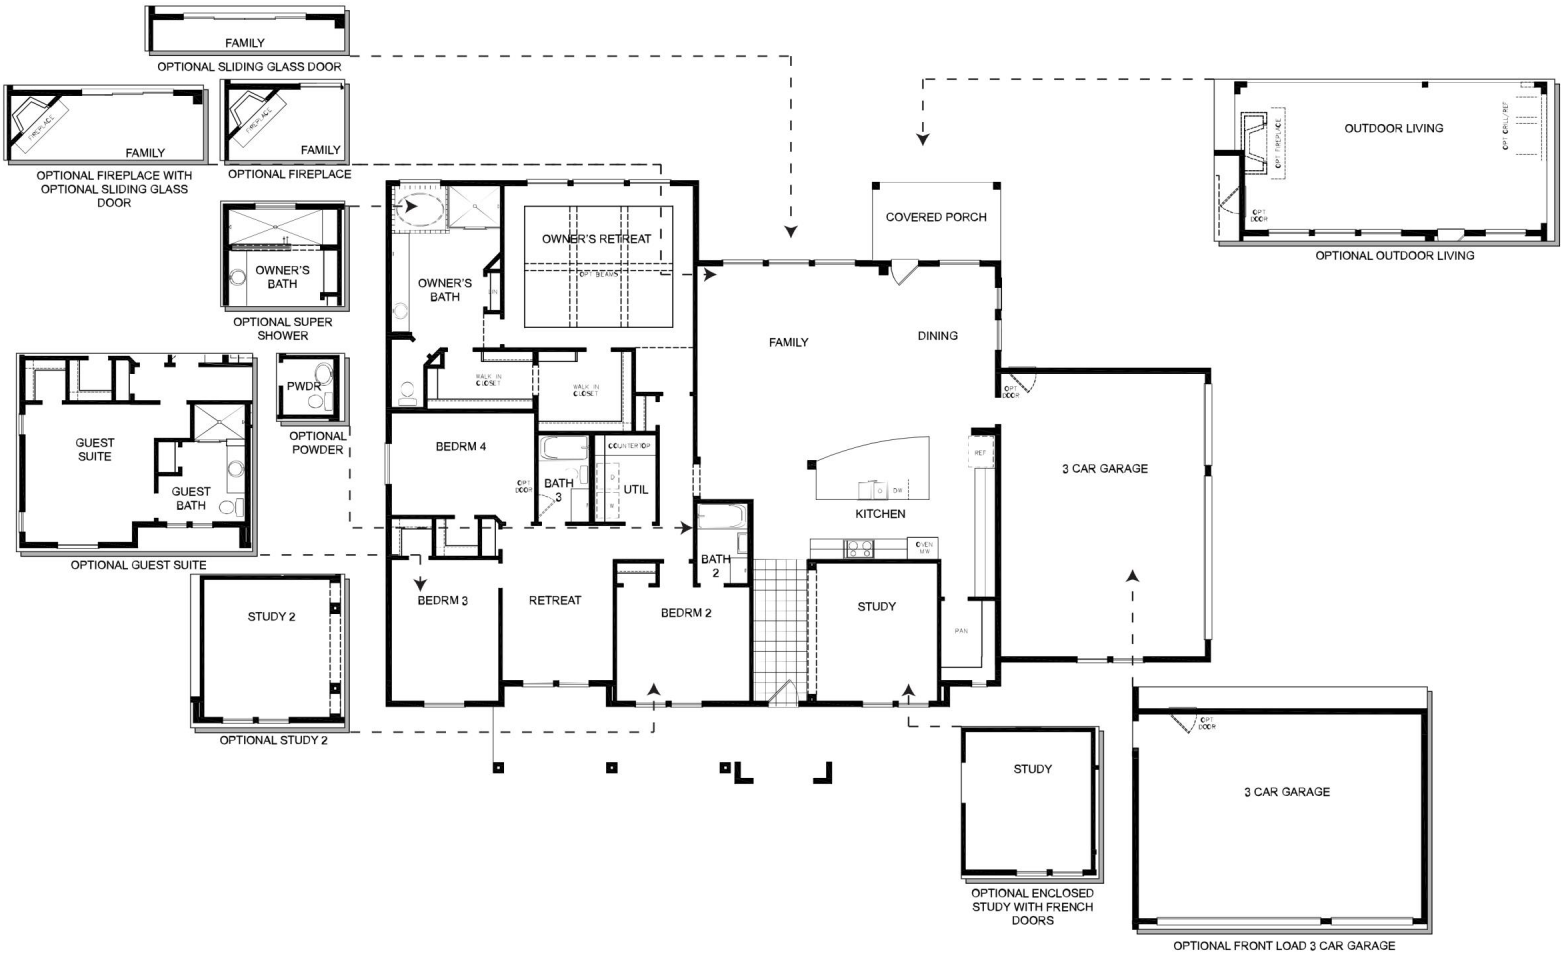 FAMILY
OPTIONAL SLIDING GLASS DOOR
FIREPLACE
FAMILY
OPTIONAL FIREPLACE WITH
OPTIONAL SLIDING GLASS
DOOR
FIREPLACE
FAMILY
OPTIONAL FIREPLACE
OWNER'S
BATH
OPTIONAL SUPER
SHOWER
GUEST
SUITE
GUEST
BATH
OPTIONAL GUEST SUITE
PWDR
OPTIONAL
POWDER
STUDY 2
OPTIONAL STUDY 2
OWNER'S RETREAT
OPT BEAMS
OWNER'S
BATH
LIN
WALK IN
CLOSET
WALK IN
CLOSET
BEDRM 4
OPT
DOOR
BATH
3
COUNTERTOP
D
W
UTIL
BEDRM 3
RETREAT
BEDRM 2
BATH
2
COVERED PORCH
FAMILY
DINING
REF
DW
KITCHEN
OVEN
MW
STUDY
PAN
OPT
DOOR
3 CAR GARAGE
OUTDOOR LIVING
OPT FIREPLACE
OPT GRILL/REF
OPT
DOOR
OPTIONAL OUTDOOR LIVING
STUDY
OPTIONAL ENCLOSED
STUDY WITH FRENCH
DOORS
OPT
DOOR
3 CAR GARAGE
OPTIONAL FRONT LOAD 3 CAR GARAGE